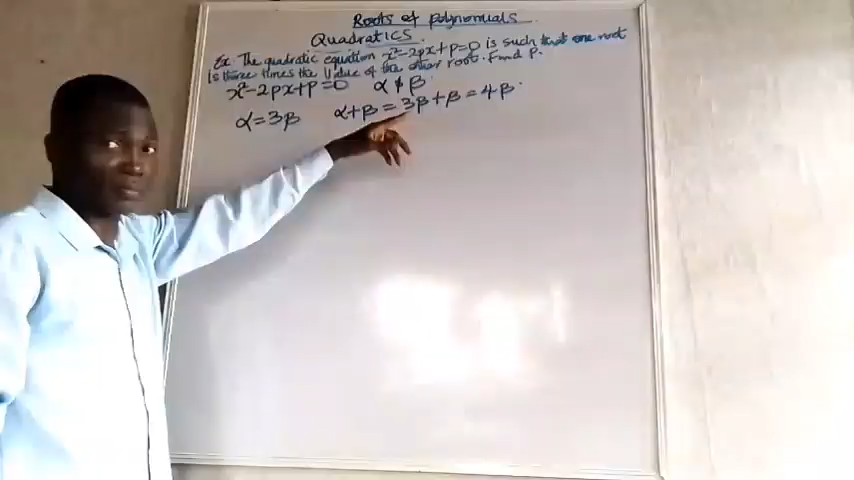 Roots of polynomials
QUADRATICS
Ex: The quadratic equation x²-2px+p=0 is such that one root
is three times the value of the other root. Find p.
x²-2px+p=0 α & β
α=3β α+β=3β+β=4β